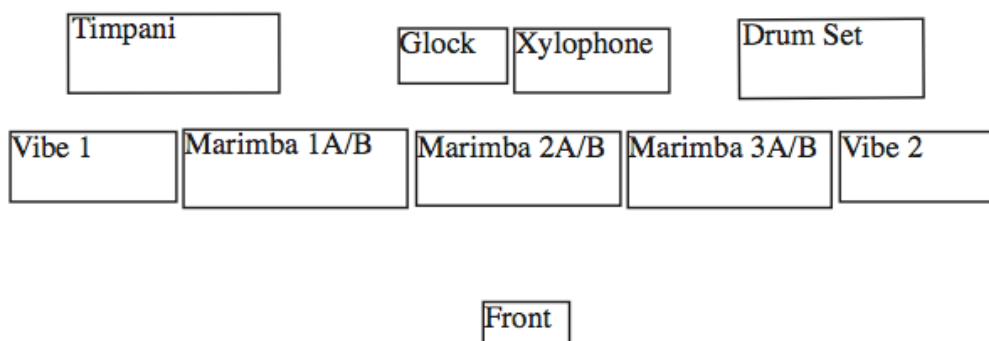 Timpani
Glock
Xylophone
Drum Set
Vibe 1
Marimba 1A/B
Marimba 2A/B
Marimba 3A/B
Vibe 2
Front